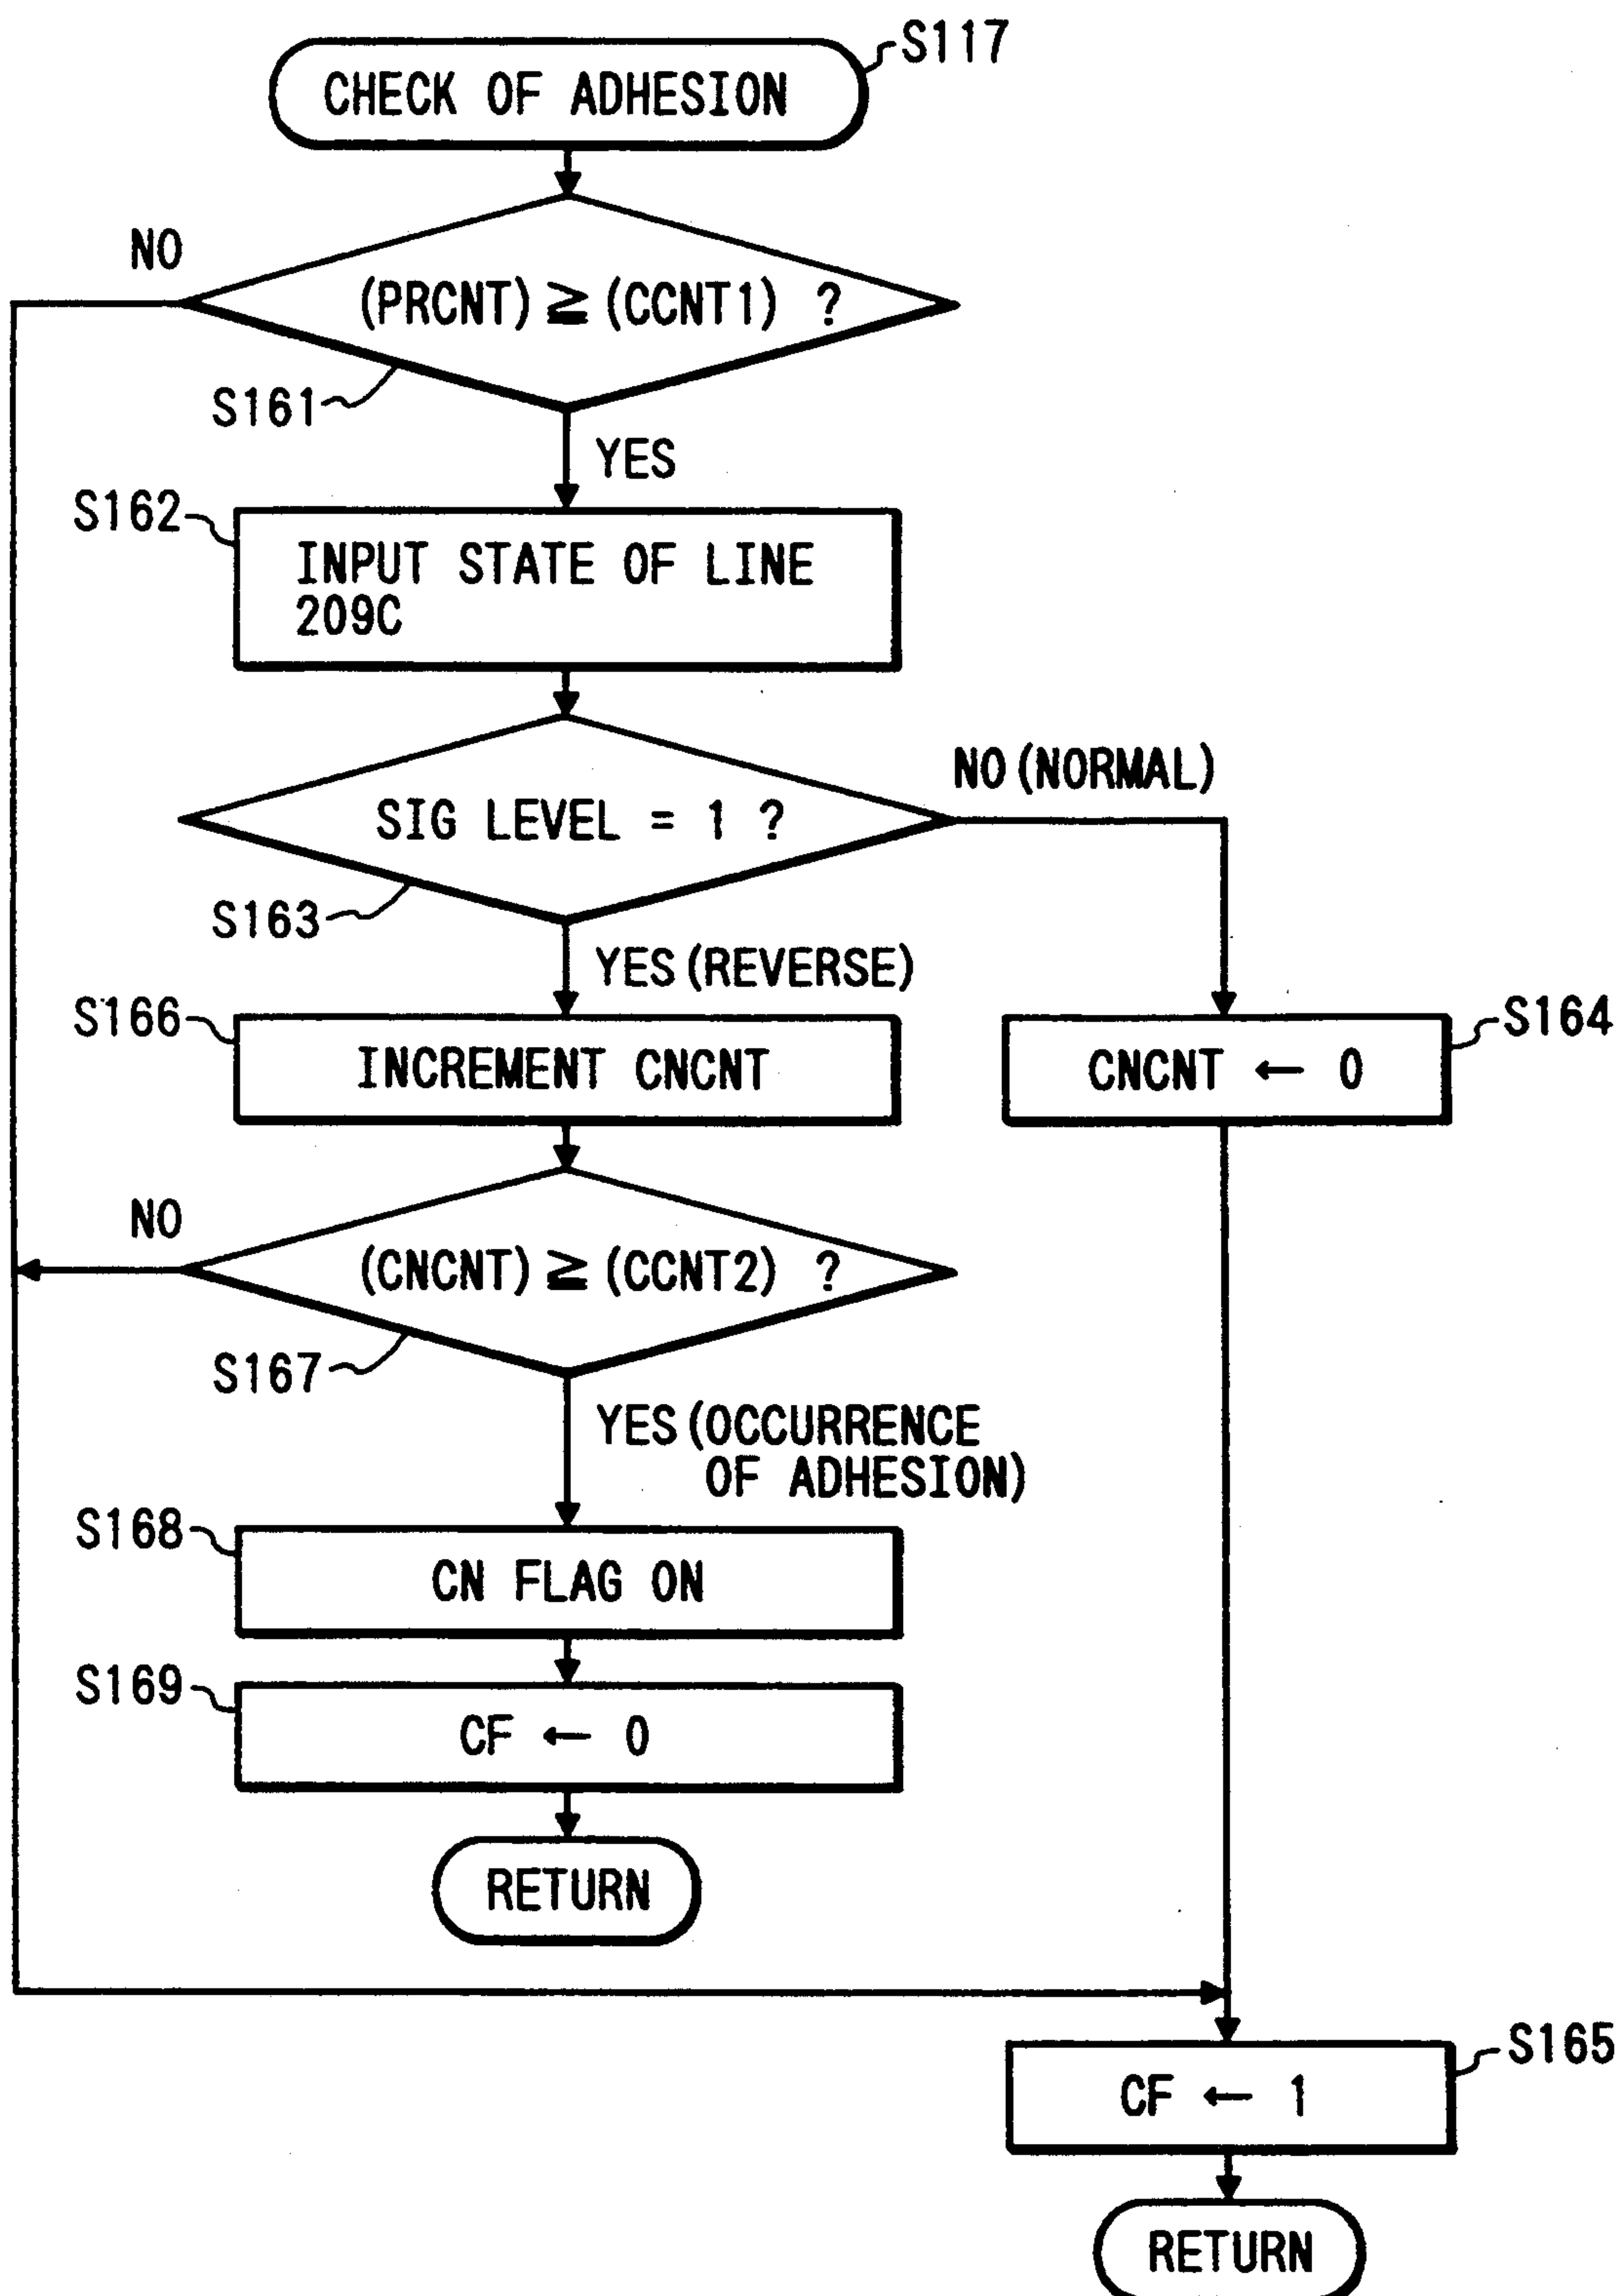 CHECK OF ADHESION
S117
NO
(PRCNT) ≧ (CCNT1) ?
S161
YES
S162
INPUT STATE OF LINE
209C
NO (NORMAL)
SIG LEVEL = 1 ?
S163
YES (REVERSE)
S166
INCREMENT CNCNT
CNCNT ← 0
S164
NO
(CNCNT) ≧ (CCNT2) ?
S167
YES (OCCURRENCE
OF ADHESION)
S168
CN FLAG ON
S169
CF ← 0
RETURN
S165
CF ← 1
RETURN